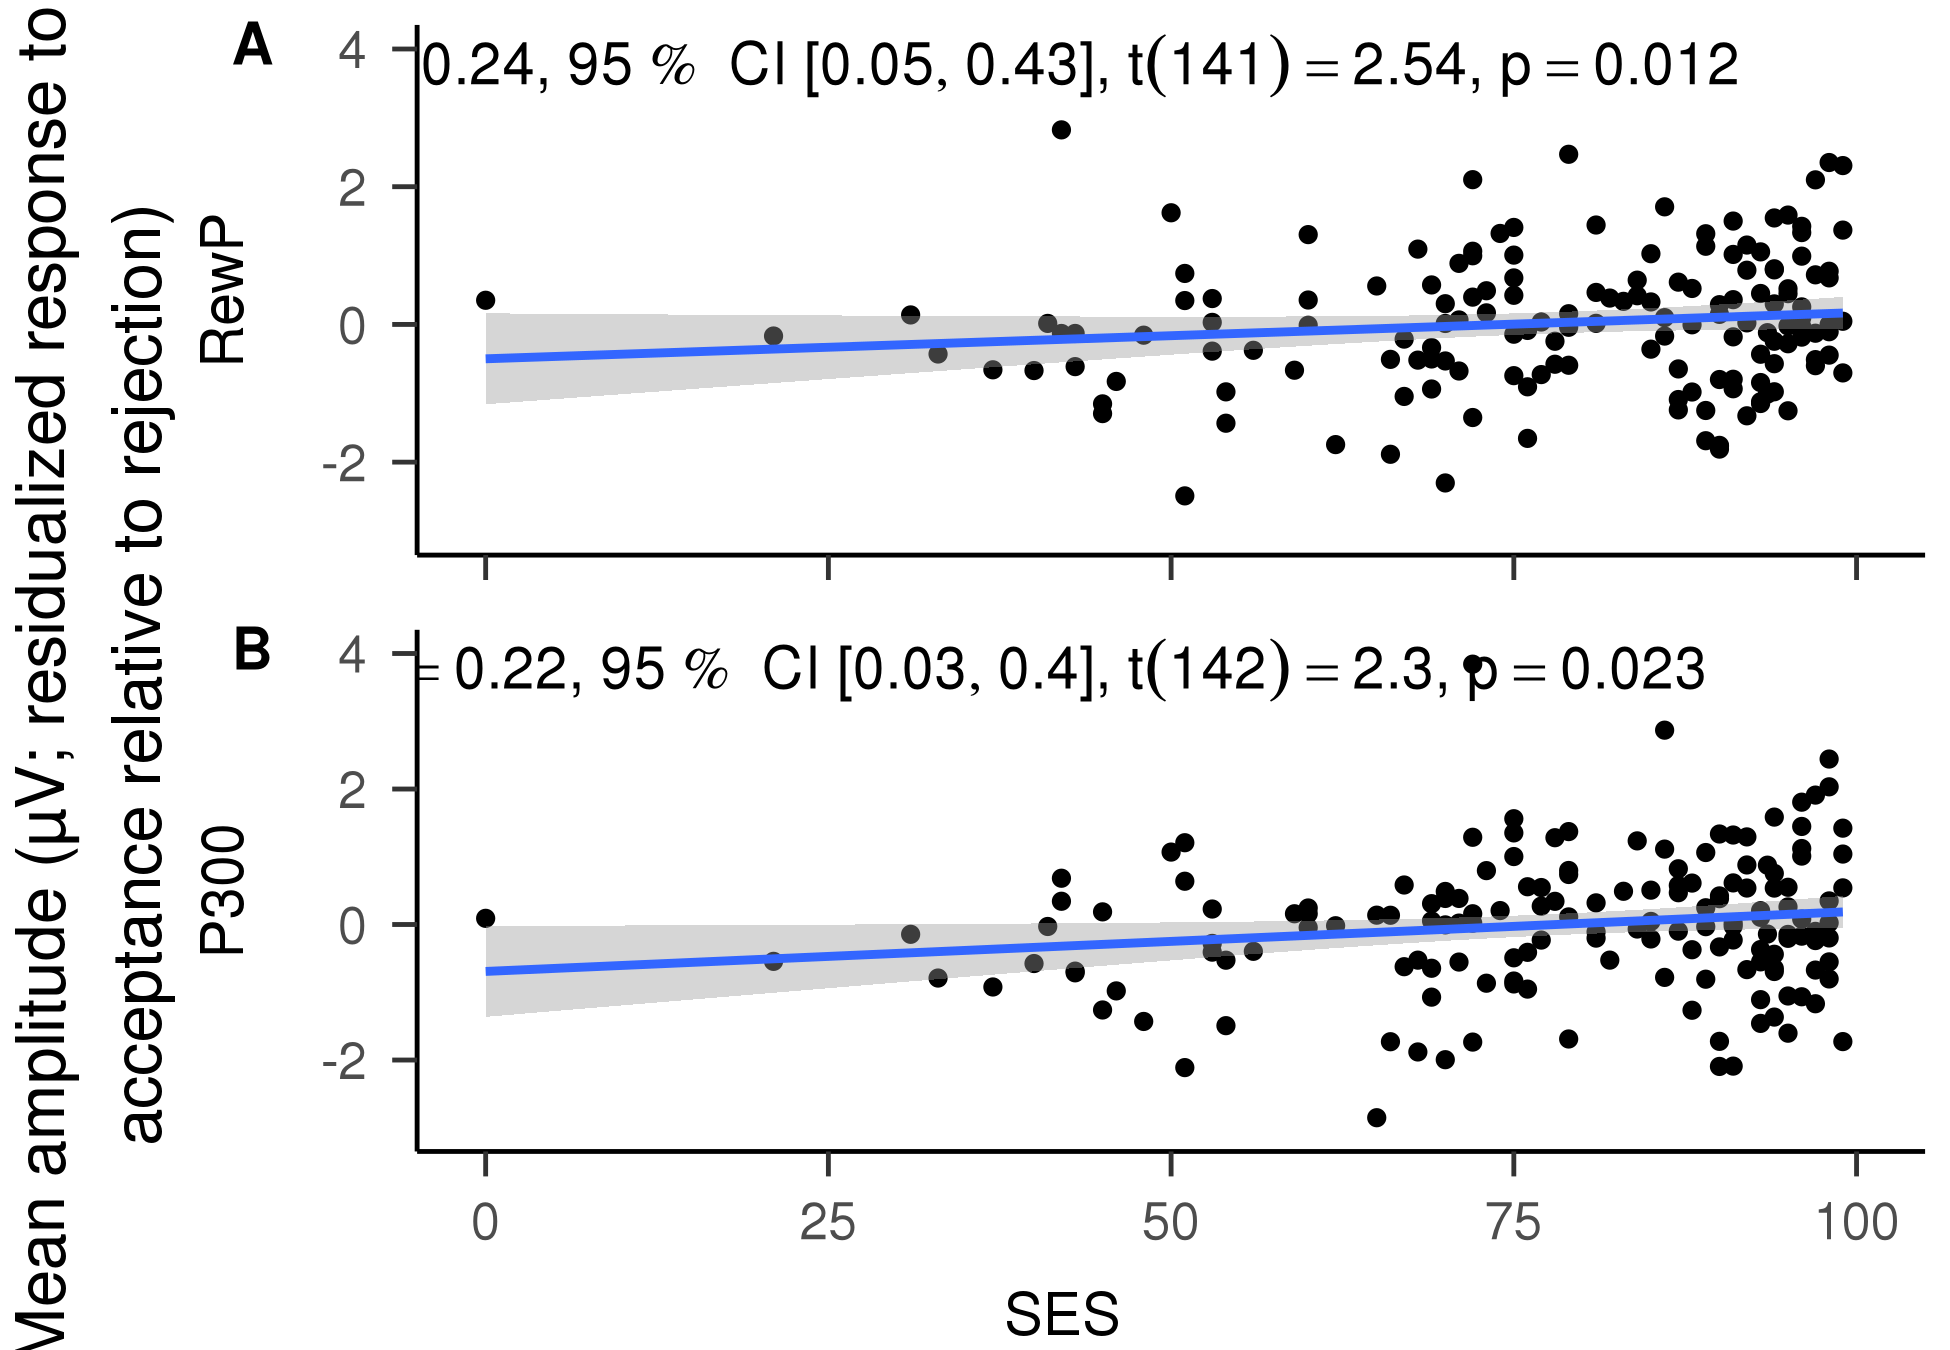 Mean amplitude (µV; residualized response to
acceptance relative to rejection)
A
RewP
4
2
0
-2
0.24, 95 % CI [0.05, 0.43], t(141) = 2.54, p = 0.012
B
P300
4
2
0
-2
= 0.22, 95 % CI [0.03, 0.4], t(142) = 2.3, p = 0.023
0 25 50 75 100
SES